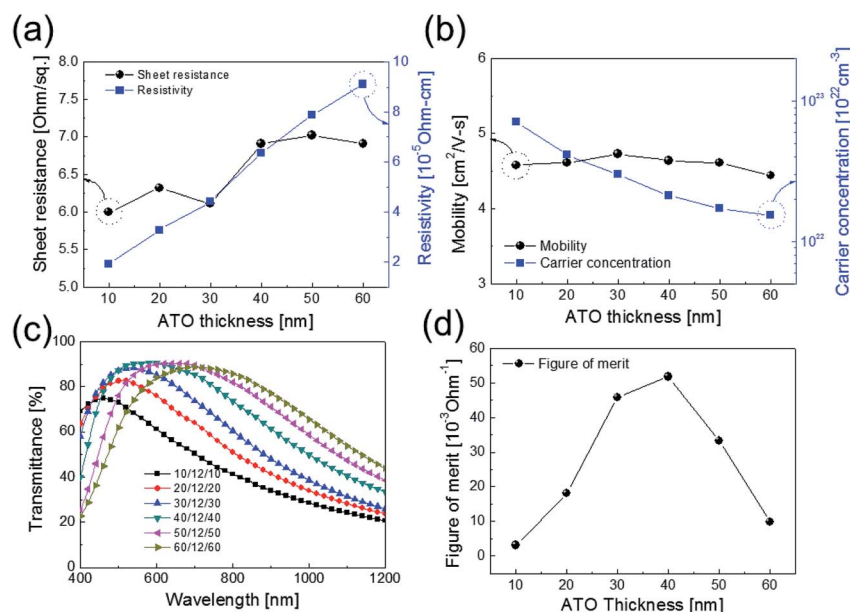 (a)
8.0
7.5
7.0
6.5
6.0
5.5
5.0
Sheet resistance [Ohm/sq.]
Sheet resistance
Resistivity
10
8
6
4
2
Resistivity [10⁻⁵Ohm-cm]
10 20 30 40 50 60
ATO thickness [nm]
(b)
6
5
4
3
Mobility [cm²/V-s]
Mobility
Carrier concentration
10²³
10²²
Carrier concentration [10²²cm⁻³]
10 20 30 40 50 60
ATO thickness [nm]
(c)
100
80
60
40
20
0
Transmittance [%]
10/12/10
20/12/20
30/12/30
40/12/40
50/12/50
60/12/60
400 600 800 1000 1200
Wavelength [nm]
(d)
60
50
40
30
20
10
0
Figure of merit [10⁻³Ohm⁻¹]
Figure of merit
10 20 30 40 50 60
ATO Thickness [nm]